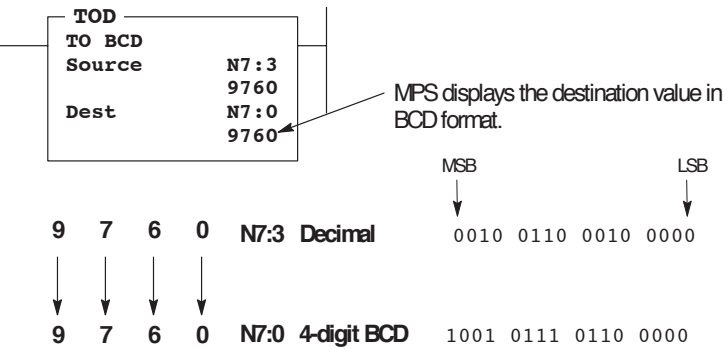 TOD
TO BCD
Source N7:3
9760
Dest N7:0
9760
MPS displays the destination value in
BCD format.
MSB LSB
9 7 6 0 N7:3 Decimal 0010 0110 0010 0000
9 7 6 0 N7:0 4-digit BCD 1001 0111 0110 0000